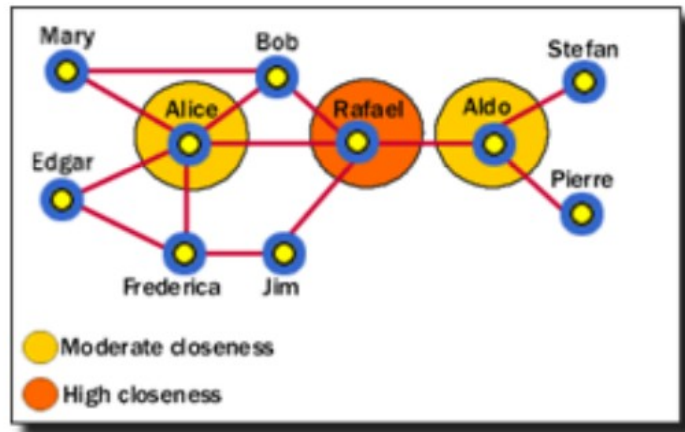 Mary
Bob
Stefan
Alice
Rafael
Aldo
Edgar
Pierre
Frederica
Jim
Moderate closeness
High closeness